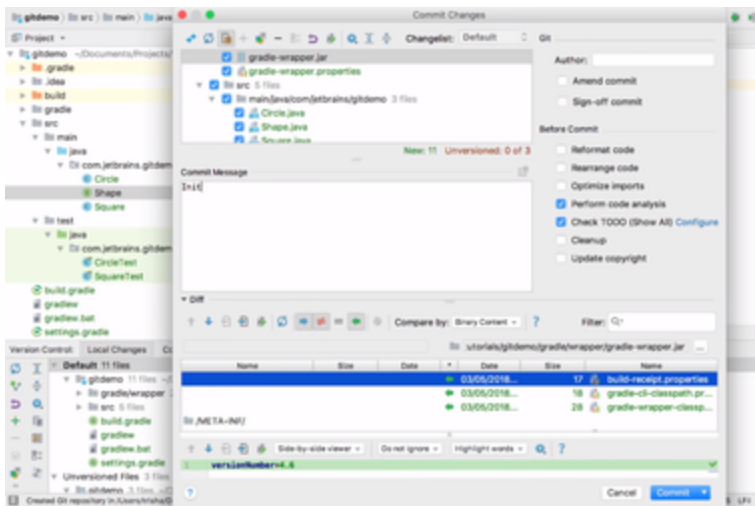 gitdemo src main java
Commit Changes
Project
gitdemo ~/Documents/Projects/
.gradle
.idea
build
gradle
src
main
java
com.jetbrains.gitdem
Circle
Shape
Square
test
java
com.jetbrains.gitdem
CircleTest
SquareTest
build.gradle
gradlew
gradlew.bat
settings.gradle
Changelist: Default
gradle-wrapper.jar
gradle-wrapper.properties
src 5 files
main/java/com/jetbrains/gitdemo 3 files
Circle.java
Shape.java
Square.java
New: 11 Unversioned: 0 of 3
Commit Message
Init
Git
Author:
Amend commit
Sign-off commit
Before Commit
Reformat code
Rearrange code
Optimize imports
Perform code analysis
Check TODO (Show All) Configure
Cleanup
Update copyright
Diff
Compare by: Binary Content
? Filter:
utorials/gitdemo/gradle/wrapper/gradle-wrapper.jar ...
Name Size Date * Date Size Name
03/05/2018... 17 build-receipt.properties
03/05/2018... 18 gradle-cli-classpath.pr...
03/05/2018... 28 gradle-wrapper-classp...
/META-INF/
Side-by-side viewer Do not ignore Highlight words ?
1 versionNumber=4.6
? Cancel Commit
Version Control: Local Changes Co
Default 11 files
gitdemo 11 files
gradle/wrapper
src 5 files
build.gradle
gradlew
gradlew.bat
settings.gradle
Unversioned Files 3 files
gitdemo 3 files
Created Git repository in /Users/trisha/D
LF